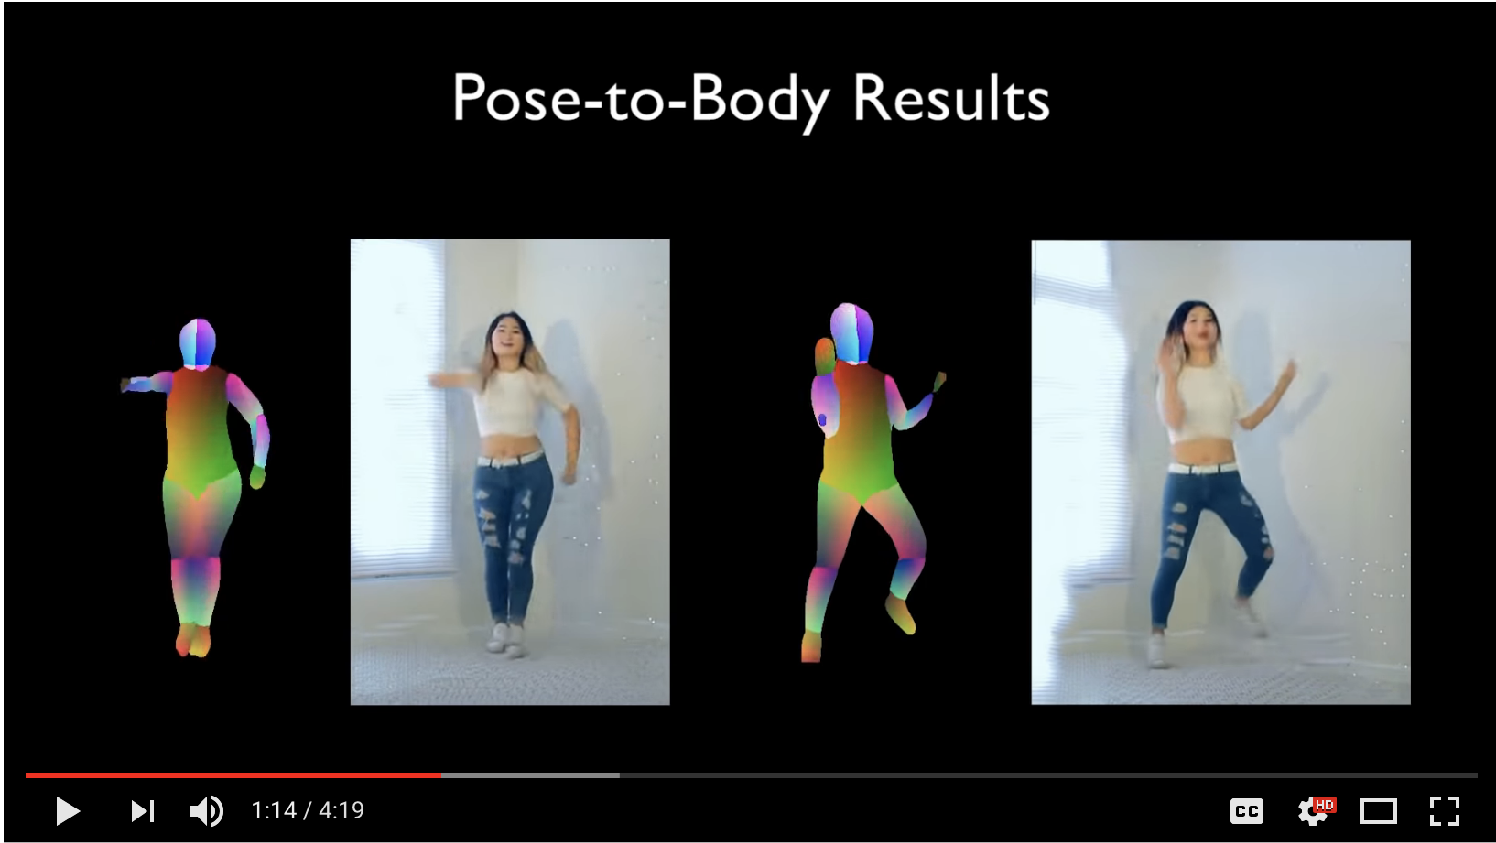 Pose-to-Body Results
1:14 / 4:19
CC
HD